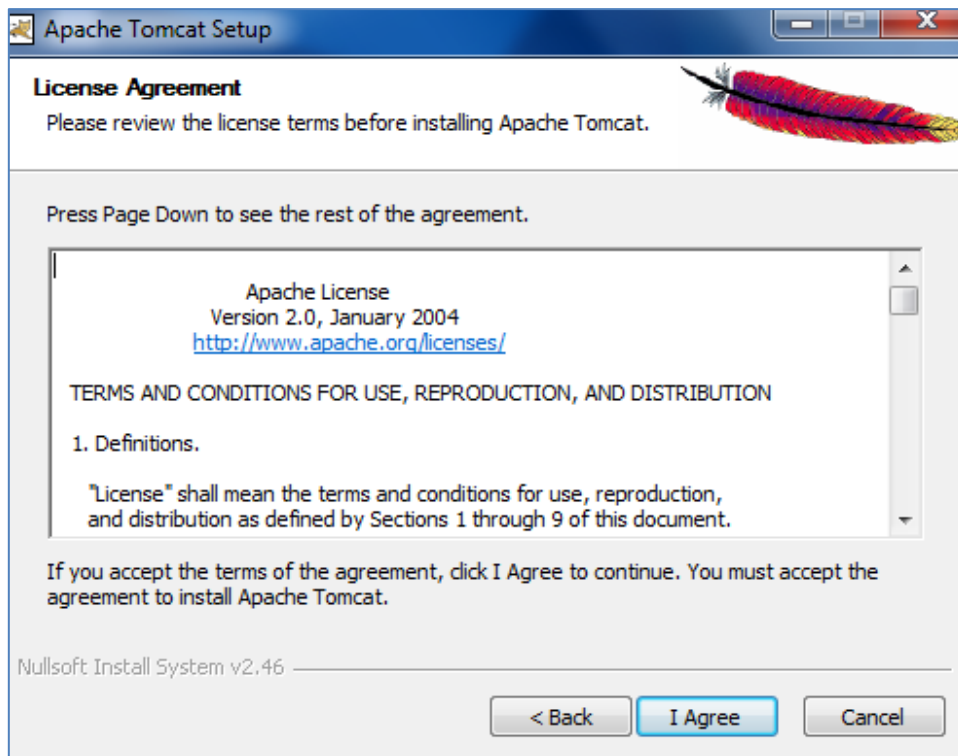 Apache Tomcat Setup
License Agreement
Please review the license terms before installing Apache Tomcat.
Press Page Down to see the rest of the agreement.
Apache License
Version 2.0, January 2004
http://www.apache.org/licenses/
TERMS AND CONDITIONS FOR USE, REPRODUCTION, AND DISTRIBUTION
1. Definitions.
"License" shall mean the terms and conditions for use, reproduction,
and distribution as defined by Sections 1 through 9 of this document.
If you accept the terms of the agreement, click I Agree to continue. You must accept the
agreement to install Apache Tomcat.
Nullsoft Install System v2.46
< Back
I Agree
Cancel